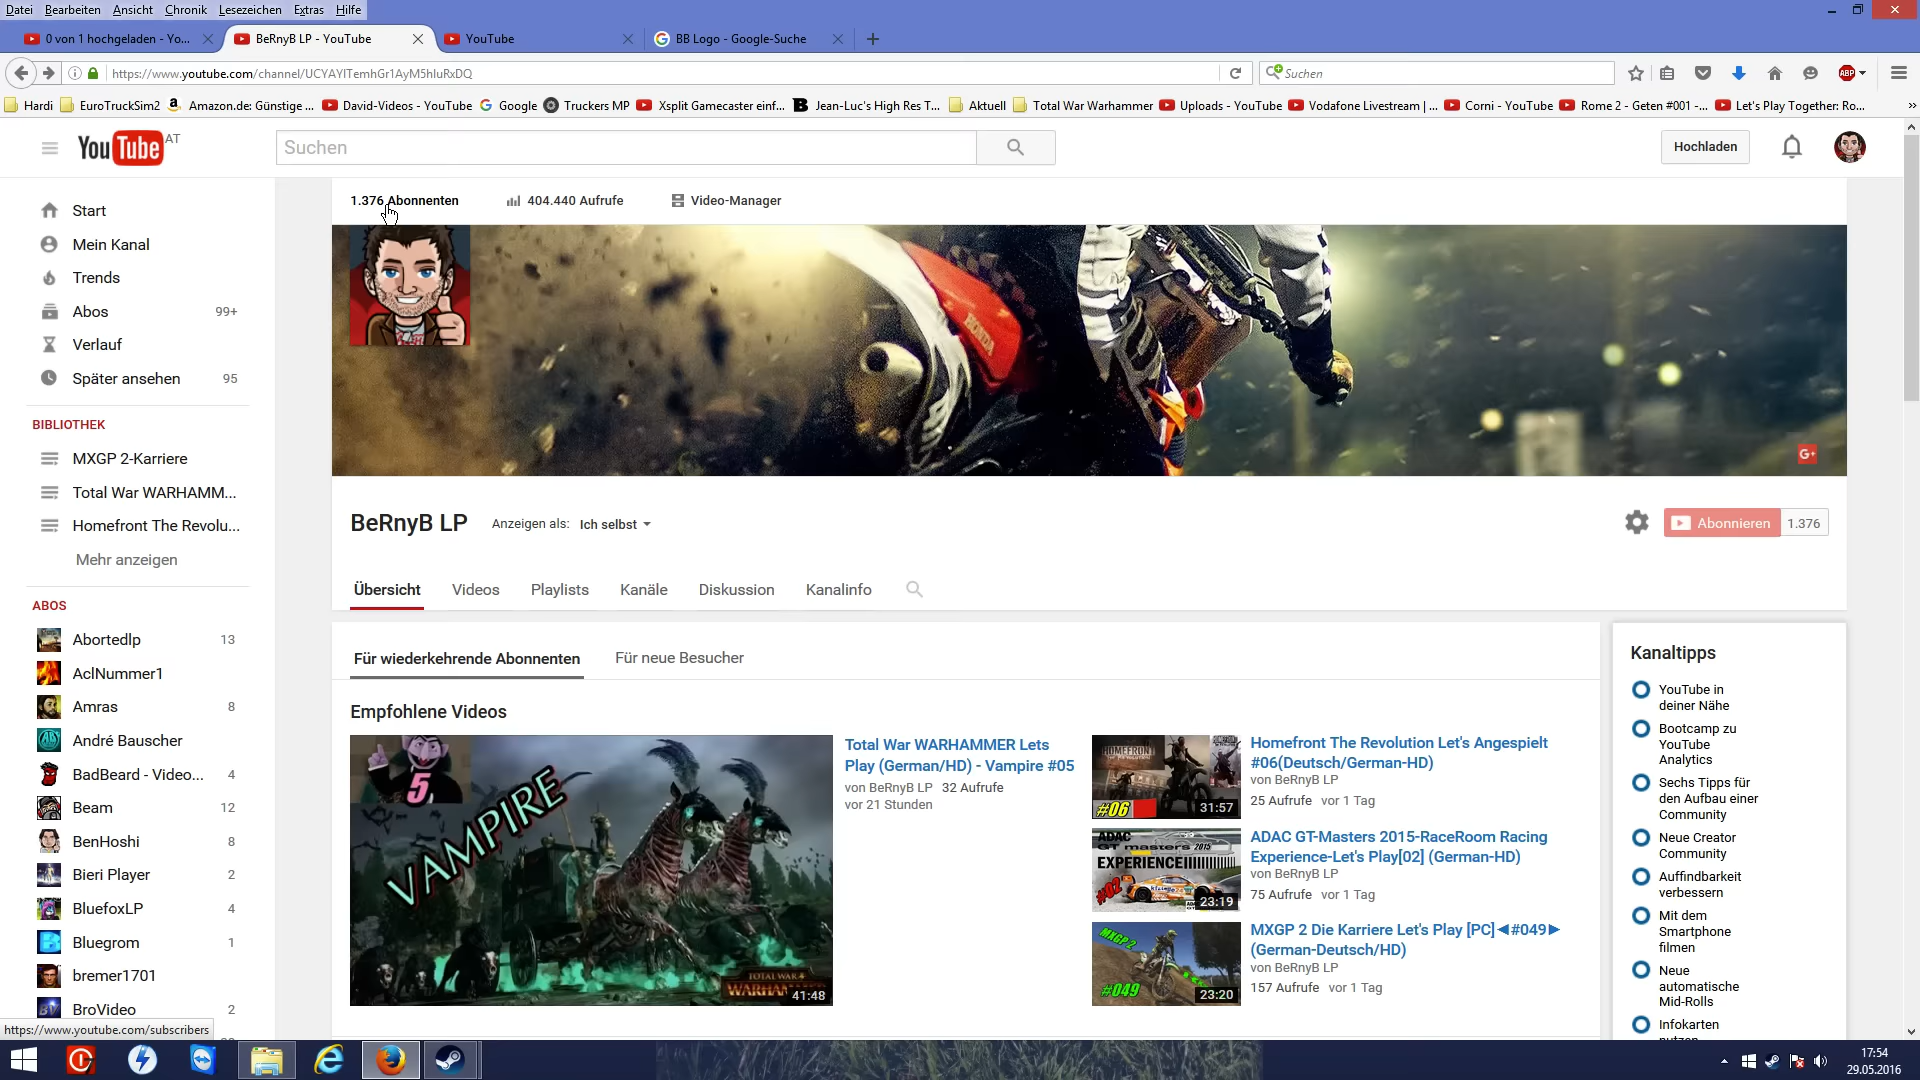 Datei Bearbeiten Ansicht Chronik Lesezeichen Extras Hilfe
0 von 1 hochgeladen - Yo... BeRnyB LP - YouTube YouTube BB Logo - Google-Suche
https://www.youtube.com/channel/UCYAYlTemhGr1AyM5hluRxDQ Suchen ABP
Hardi EuroTruckSim2 Amazon.de: Günstige ... David-Videos - YouTube Google Truckers MP Xsplit Gamecaster einf... Jean-Luc's High Res T... Aktuell Total War Warhammer Uploads - YouTube Vodafone Livestream | ... Corni - YouTube Rome 2 - Geten #001 -... Let's Play Together: Ro...
YouTube AT Suchen Hochladen
1.376 Abonnenten 404.440 Aufrufe Video-Manager
Start
Mein Kanal
Trends
Abos 99+
Verlauf
Später ansehen 95
BIBLIOTHEK
MXGP 2-Karriere
Total War WARHAMM...
Homefront The Revolu...
Mehr anzeigen
ABOS
Abortedlp 13
AclNummer1
Amras 8
André Bauscher
BadBeard - Video... 4
Beam 12
BenHoshi 8
Bieri Player 2
BluefoxLP 4
Bluegrom 1
bremer1701
BroVideo 2
https://www.youtube.com/subscribers
HONDA
G+
BeRnyB LP Anzeigen als: Ich selbst Abonnieren 1.376
Übersicht Videos Playlists Kanäle Diskussion Kanalinfo
Für wiederkehrende Abonnenten Für neue Besucher
Empfohlene Videos
5
VAMPIRE
TOTAL WAR
WARHAMMER
41:48
Total War WARHAMMER Lets
Play (German/HD) - Vampire #05
von BeRnyB LP 32 Aufrufe
vor 21 Stunden
HOMEFRONT
#06
31:57
Homefront The Revolution Let's Angespielt
#06(Deutsch/German-HD)
von BeRnyB LP
25 Aufrufe vor 1 Tag
ADAC
GT masters 2015
EXPERIENCE
#02
23:19
ADAC GT-Masters 2015-RaceRoom Racing
Experience-Let's Play[02] (German-HD)
von BeRnyB LP
75 Aufrufe vor 1 Tag
MXGP 2
#049
23:20
MXGP 2 Die Karriere Let's Play [PC]◄#049►
(German-Deutsch/HD)
von BeRnyB LP
157 Aufrufe vor 1 Tag
Kanaltipps
YouTube in
deiner Nähe
Bootcamp zu
YouTube
Analytics
Sechs Tipps für
den Aufbau einer
Community
Neue Creator
Community
Auffindbarkeit
verbessern
Mit dem
Smartphone
filmen
Neue
automatische
Mid-Rolls
Infokarten
17:54
29.05.2016